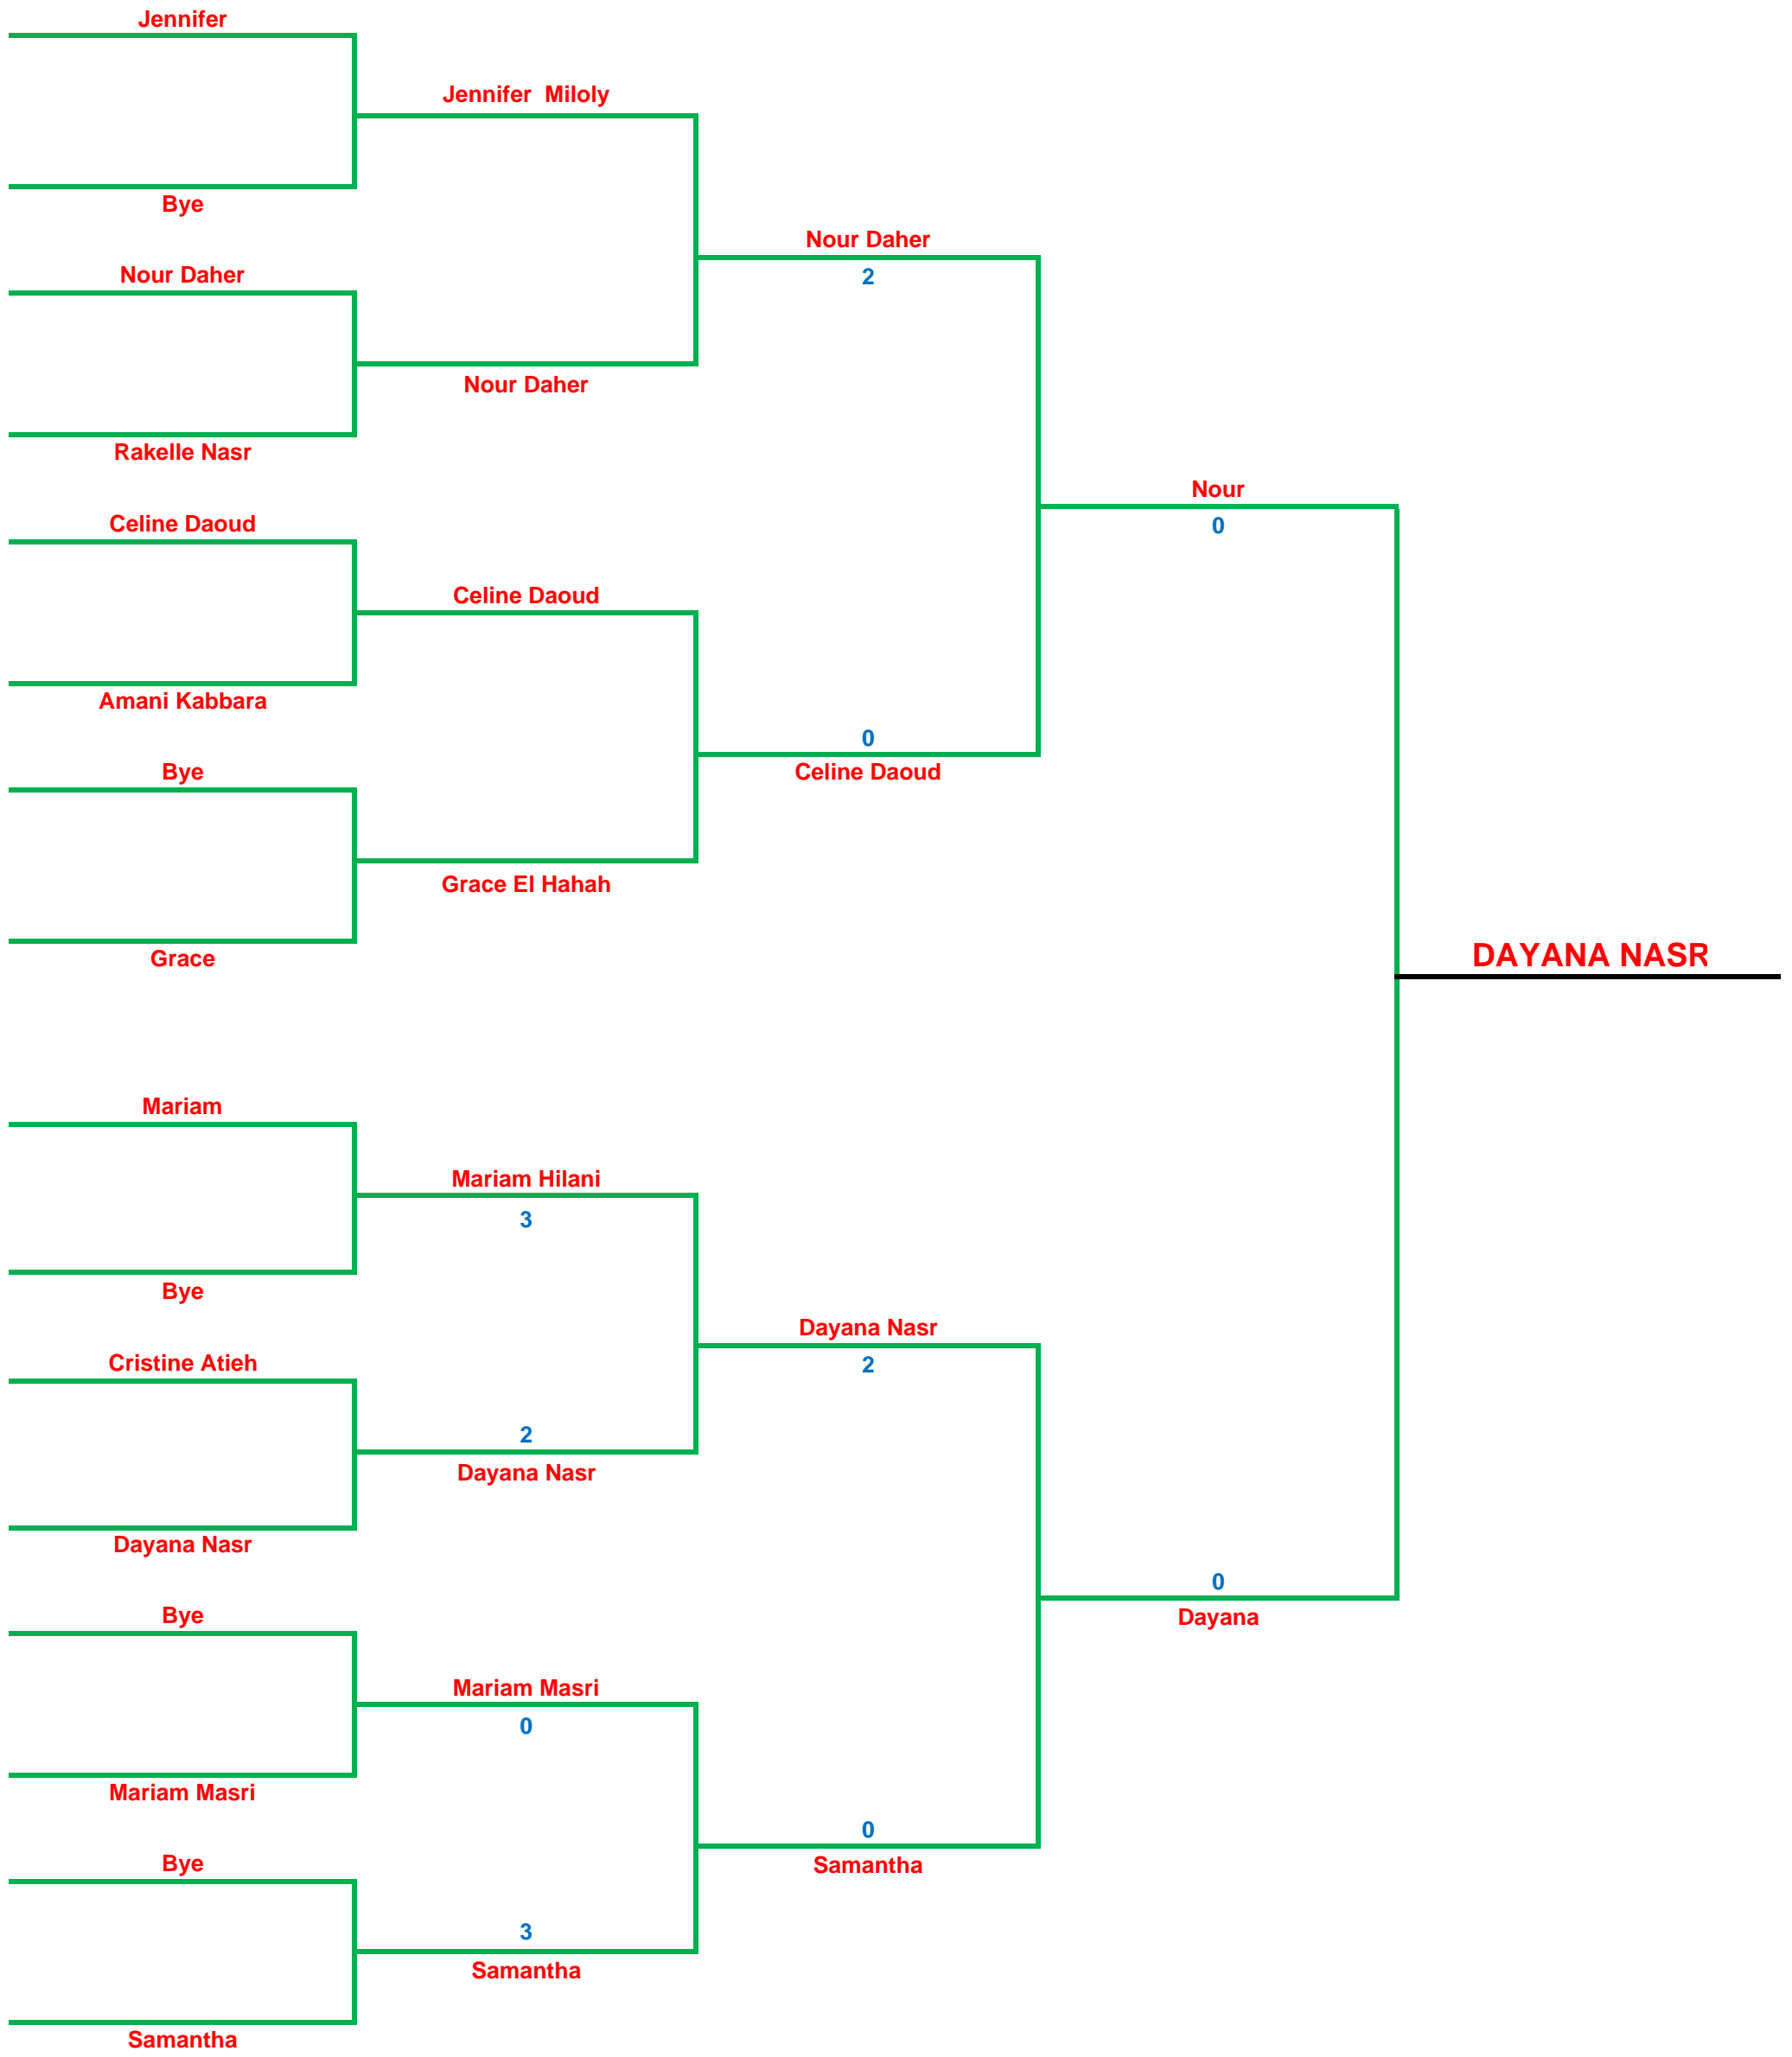 Jennifer
Jennifer  Miloly
Bye
Nour Daher
2
Nour Daher
Nour Daher
Rakelle Nasr
Nour
0
Celine Daoud
Celine Daoud
Amani Kabbara
0
Celine Daoud
Bye
Grace El Hahah
Grace
DAYANA NASR
Mariam
Mariam Hilani
3
Bye
Dayana Nasr
2
Cristine Atieh
2
Dayana Nasr
Dayana Nasr
0
Dayana
Bye
Mariam Masri
0
Mariam Masri
0
Samantha
Bye
3
Samantha
Samantha